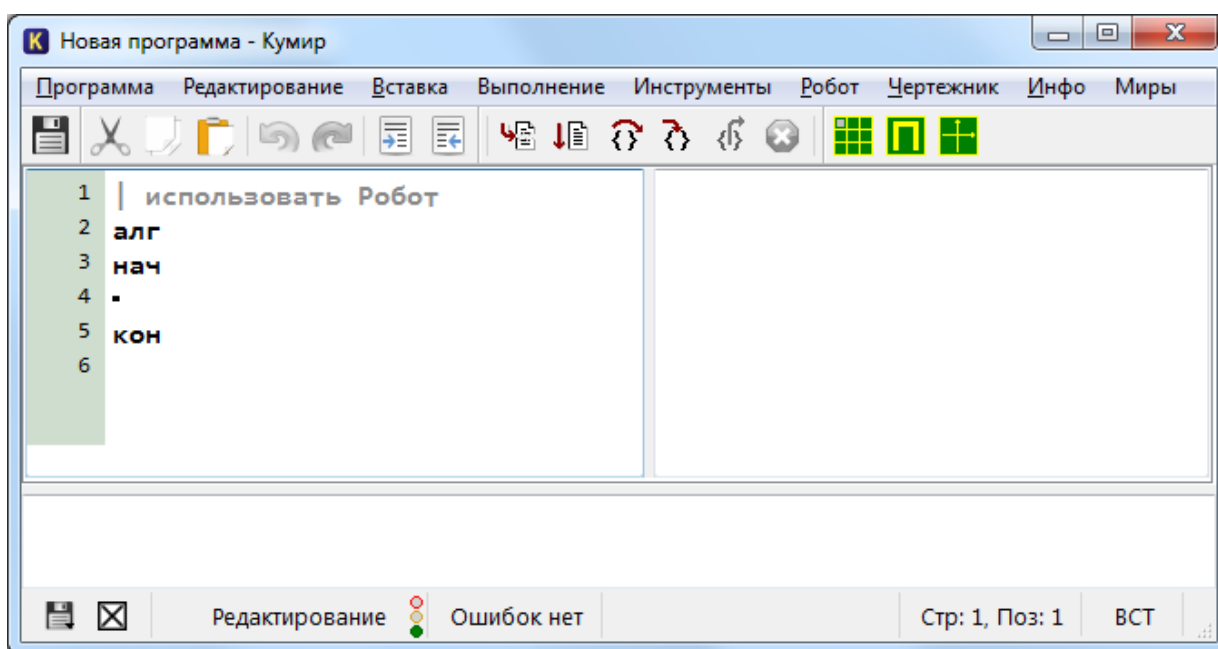 K Новая программа - Кумир
Программа Редактирование Вставка Выполнение Инструменты Робот Чертежник Инфо Миры
1 | использовать Робот
2 алг
3 нач
4 ·
5 кон
6
Редактирование Ошибок нет Стр: 1, Поз: 1 ВСТ